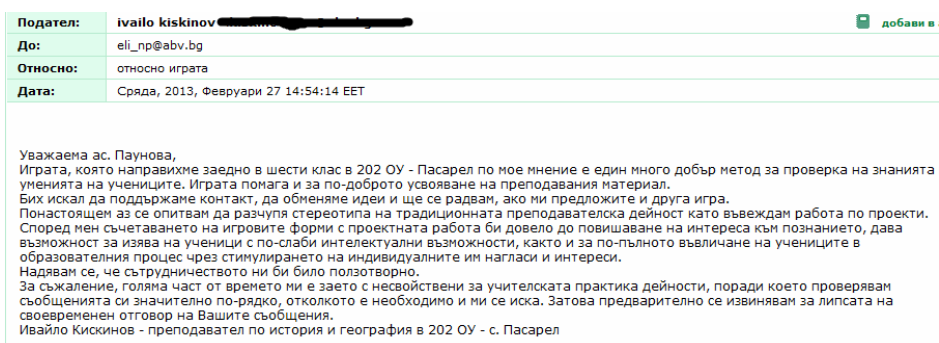 Подател: ivailo kiskinov
добави в
До: eli_np@abv.bg
Относно: относно играта
Дата: Сряда, 2013, Февруари 27 14:54:14 EET
Уважаема ас. Паунова,
Играта, която направихме заедно в шести клас в 202 ОУ - Пасарел по мое мнение е един много добър метод за проверка на знанията
уменията на учениците. Играта помага и за по-доброто усвояване на преподавания материал.
Бих искал да поддържаме контакт, да обменяме идеи и ще се радвам, ако ми предложите и друга игра.
Понастоящем аз се опитвам да разчупя стереотипа на традиционната преподавателска дейност като въвеждам работа по проекти.
Според мен съчетаването на игровите форми с проектната работа би довело до повишаване на интереса към познанието, дава
възможност за изява на ученици с по-слаби интелектуални възможности, както и за по-пълното въвличане на учениците в
образователния процес чрез стимулирането на индивидуалните им нагласи и интереси.
Надявам се, че сътрудничеството ни би било ползотворно.
За съжаление, голяма част от времето ми е заето с несвойствени за учителската практика дейности, поради което проверявам
съобщенията си значително по-рядко, отколкото е необходимо и ми се иска. Затова предварително се извинявам за липсата на
своевременен отговор на Вашите съобщения.
Ивайло Кискинов - преподавател по история и география в 202 ОУ - с. Пасарел